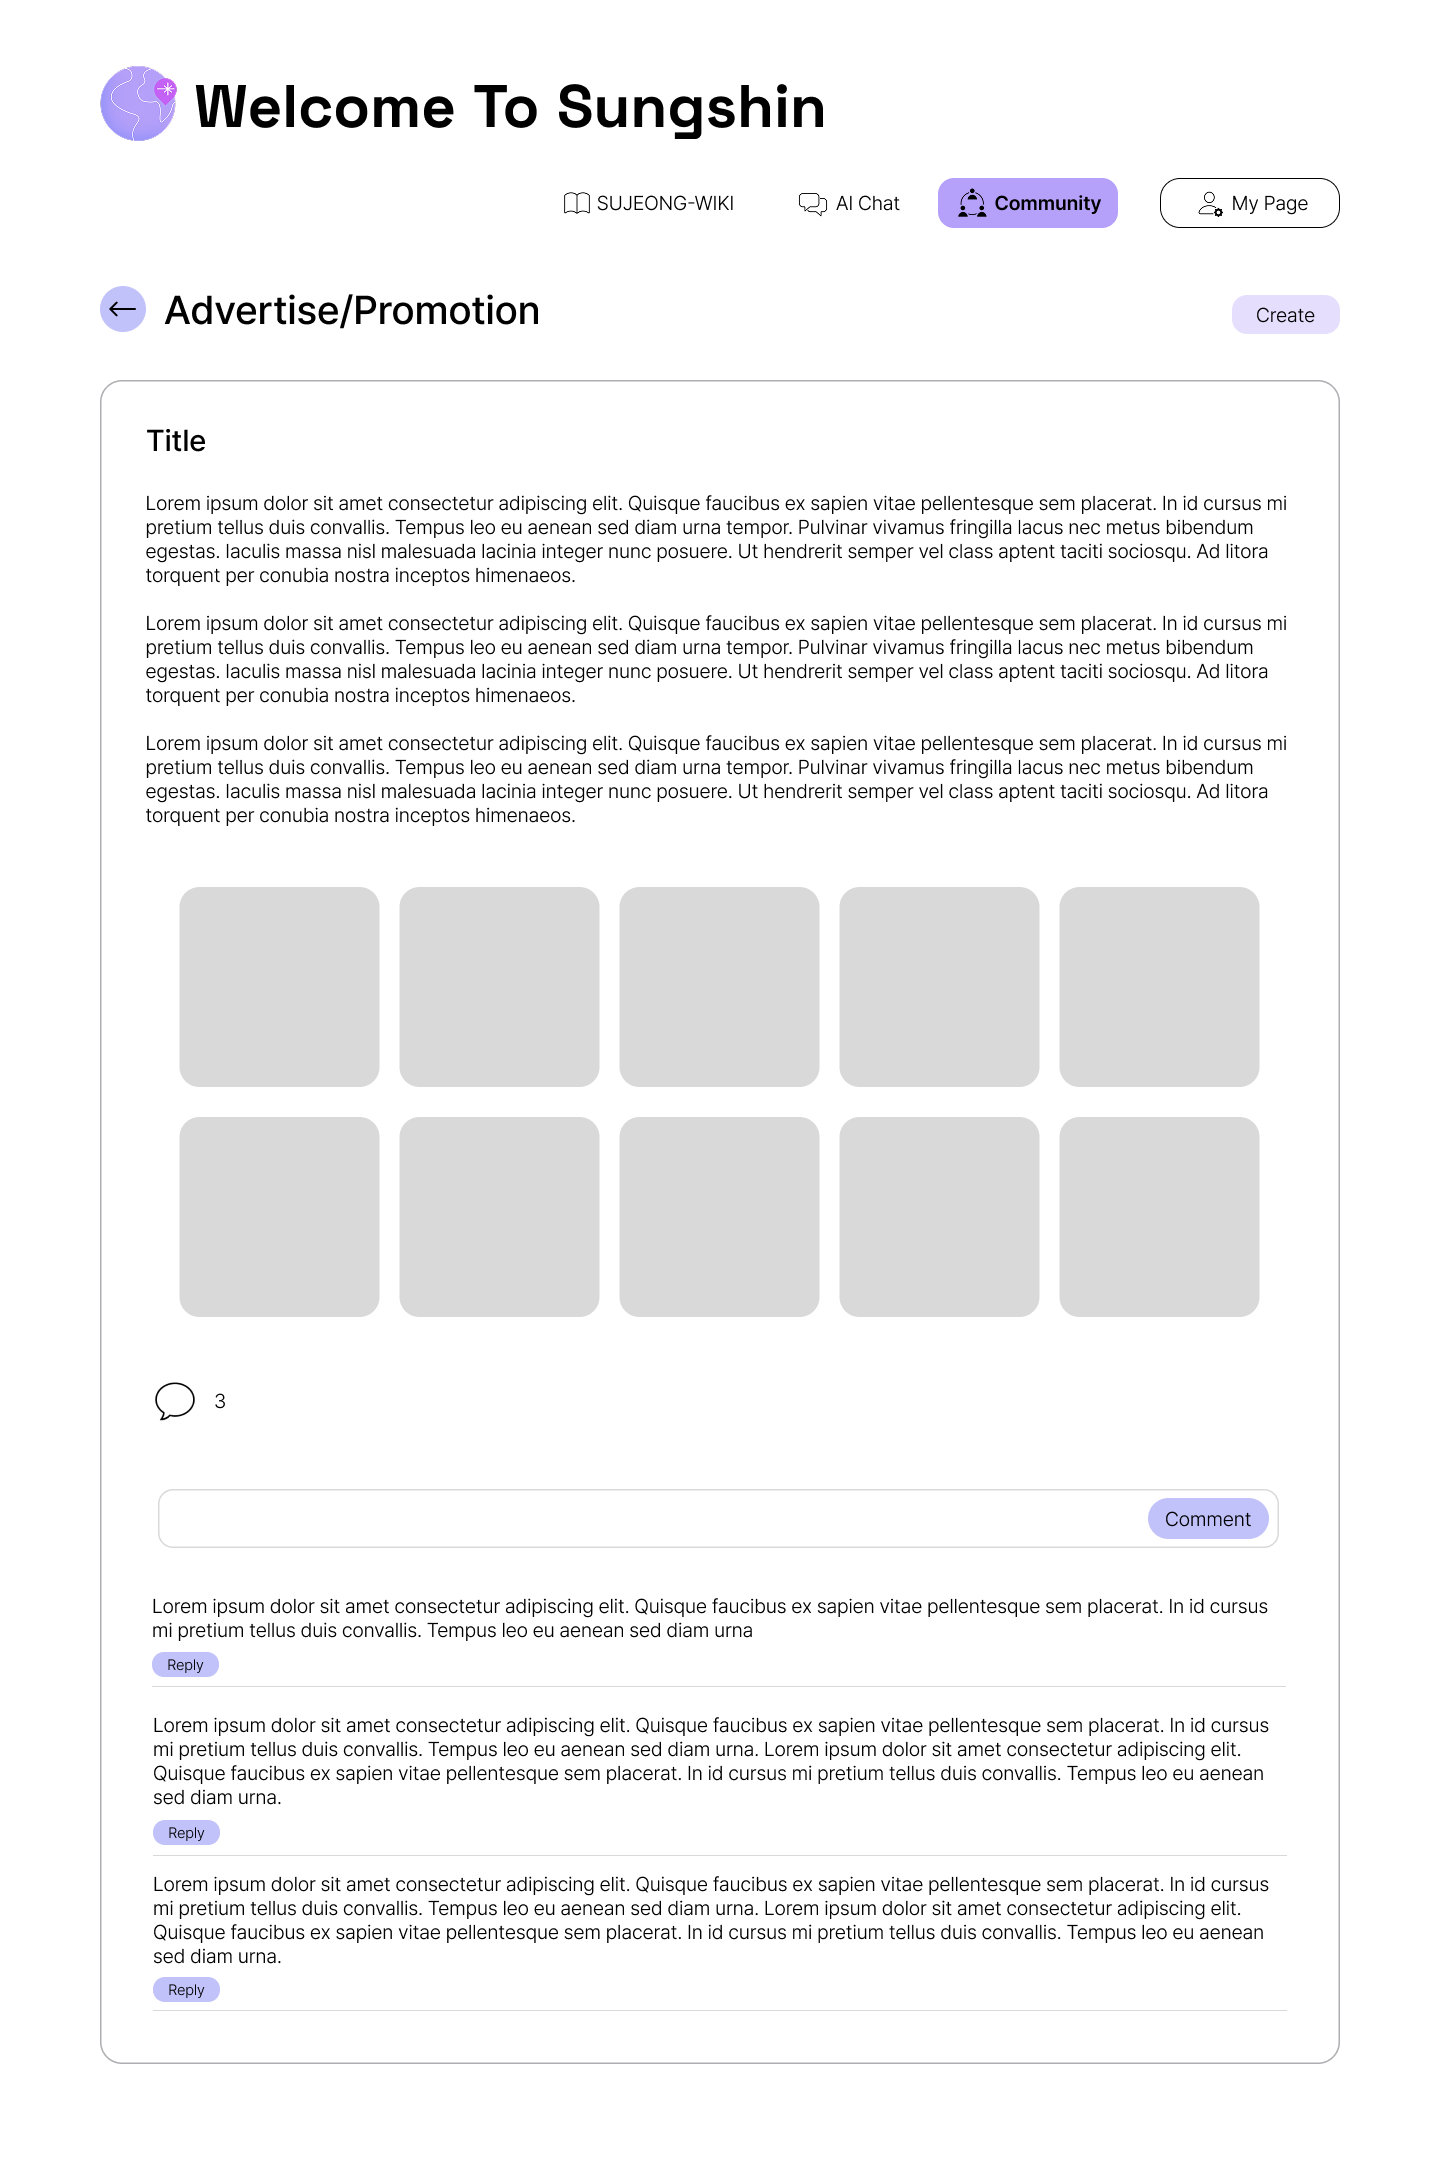 Welcome To Sungshin
SUJEONG-WIKI
AI Chat
Community
My Page
Advertise/Promotion
Create
Title
Lorem ipsum dolor sit amet consectetur adipiscing elit. Quisque faucibus ex sapien vitae pellentesque sem placerat. In id cursus mi
pretium tellus duis convallis. Tempus leo eu aenean sed diam urna tempor. Pulvinar vivamus fringilla lacus nec metus bibendum
egestas. Iaculis massa nisl malesuada lacinia integer nunc posuere. Ut hendrerit semper vel class aptent taciti sociosqu. Ad litora
torquent per conubia nostra inceptos himenaeos.
Lorem ipsum dolor sit amet consectetur adipiscing elit. Quisque faucibus ex sapien vitae pellentesque sem placerat. In id cursus mi
pretium tellus duis convallis. Tempus leo eu aenean sed diam urna tempor. Pulvinar vivamus fringilla lacus nec metus bibendum
egestas. Iaculis massa nisl malesuada lacinia integer nunc posuere. Ut hendrerit semper vel class aptent taciti sociosqu. Ad litora
torquent per conubia nostra inceptos himenaeos.
Lorem ipsum dolor sit amet consectetur adipiscing elit. Quisque faucibus ex sapien vitae pellentesque sem placerat. In id cursus mi
pretium tellus duis convallis. Tempus leo eu aenean sed diam urna tempor. Pulvinar vivamus fringilla lacus nec metus bibendum
egestas. Iaculis massa nisl malesuada lacinia integer nunc posuere. Ut hendrerit semper vel class aptent taciti sociosqu. Ad litora
torquent per conubia nostra inceptos himenaeos.
3
Comment
Lorem ipsum dolor sit amet consectetur adipiscing elit. Quisque faucibus ex sapien vitae pellentesque sem placerat. In id cursus
mi pretium tellus duis convallis. Tempus leo eu aenean sed diam urna
Reply
Lorem ipsum dolor sit amet consectetur adipiscing elit. Quisque faucibus ex sapien vitae pellentesque sem placerat. In id cursus
mi pretium tellus duis convallis. Tempus leo eu aenean sed diam urna. Lorem ipsum dolor sit amet consectetur adipiscing elit.
Quisque faucibus ex sapien vitae pellentesque sem placerat. In id cursus mi pretium tellus duis convallis. Tempus leo eu aenean
sed diam urna.
Reply
Lorem ipsum dolor sit amet consectetur adipiscing elit. Quisque faucibus ex sapien vitae pellentesque sem placerat. In id cursus
mi pretium tellus duis convallis. Tempus leo eu aenean sed diam urna. Lorem ipsum dolor sit amet consectetur adipiscing elit.
Quisque faucibus ex sapien vitae pellentesque sem placerat. In id cursus mi pretium tellus duis convallis. Tempus leo eu aenean
sed diam urna.
Reply